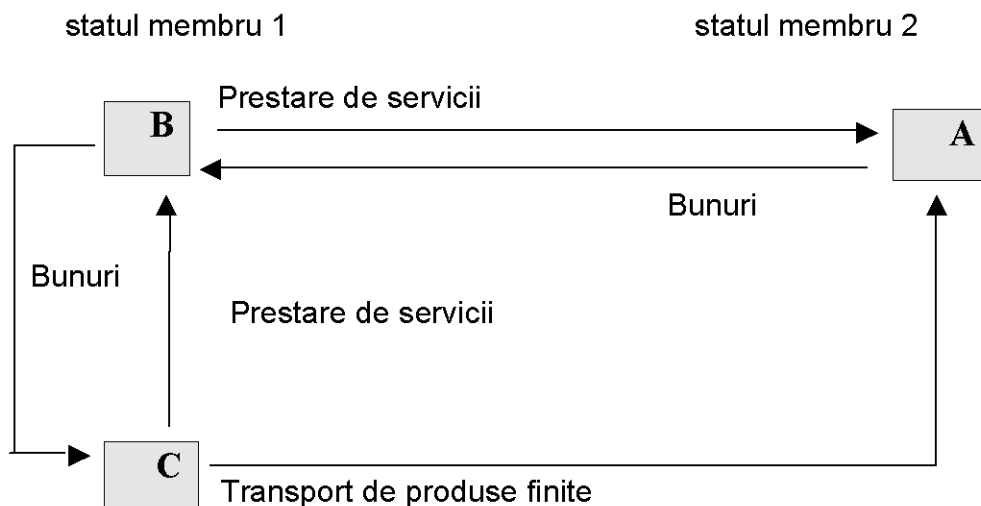 statul membru 1
statul membru 2
Prestare de servicii
B
A
Bunuri
Bunuri
Prestare de servicii
C
Transport de produse finite